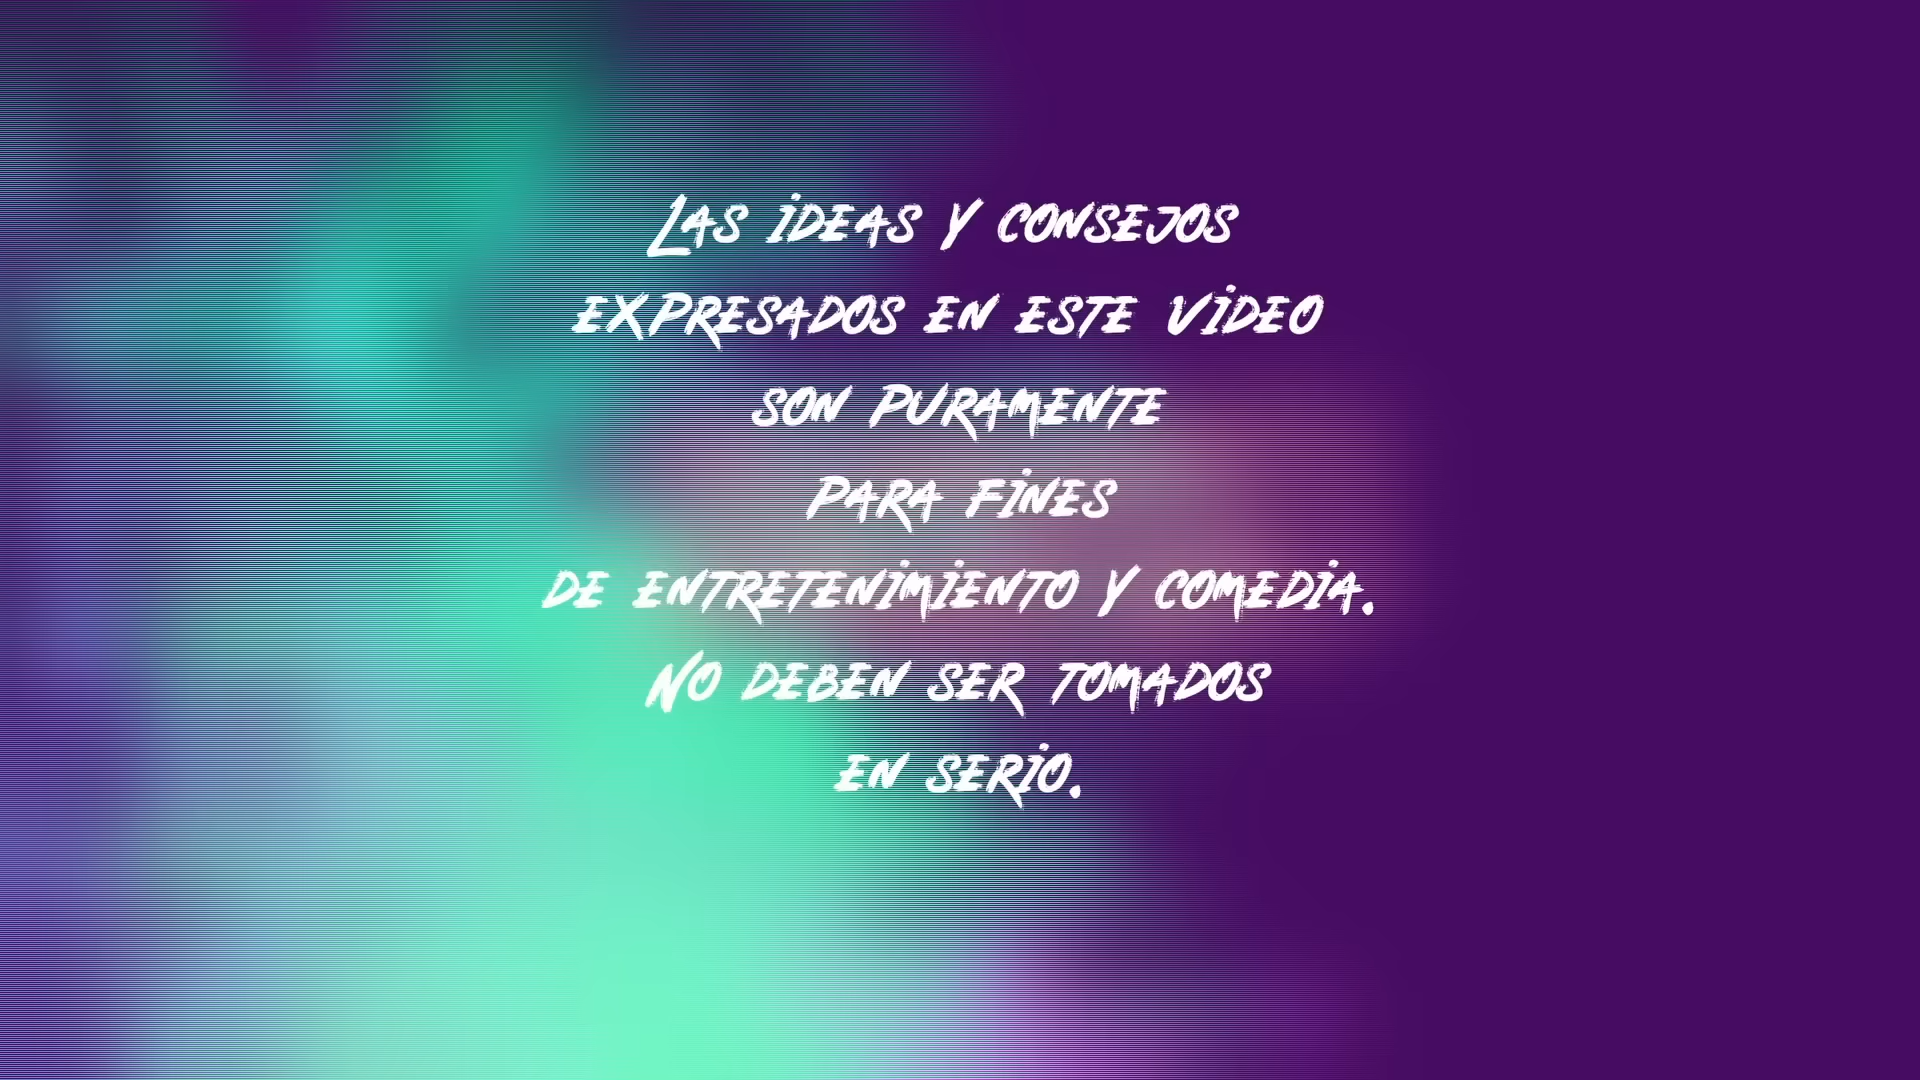 Las ideas y consejos
expresados en este video
son puramente
para fines
de entretenimiento y comedia.
No deben ser tomados
en serio.